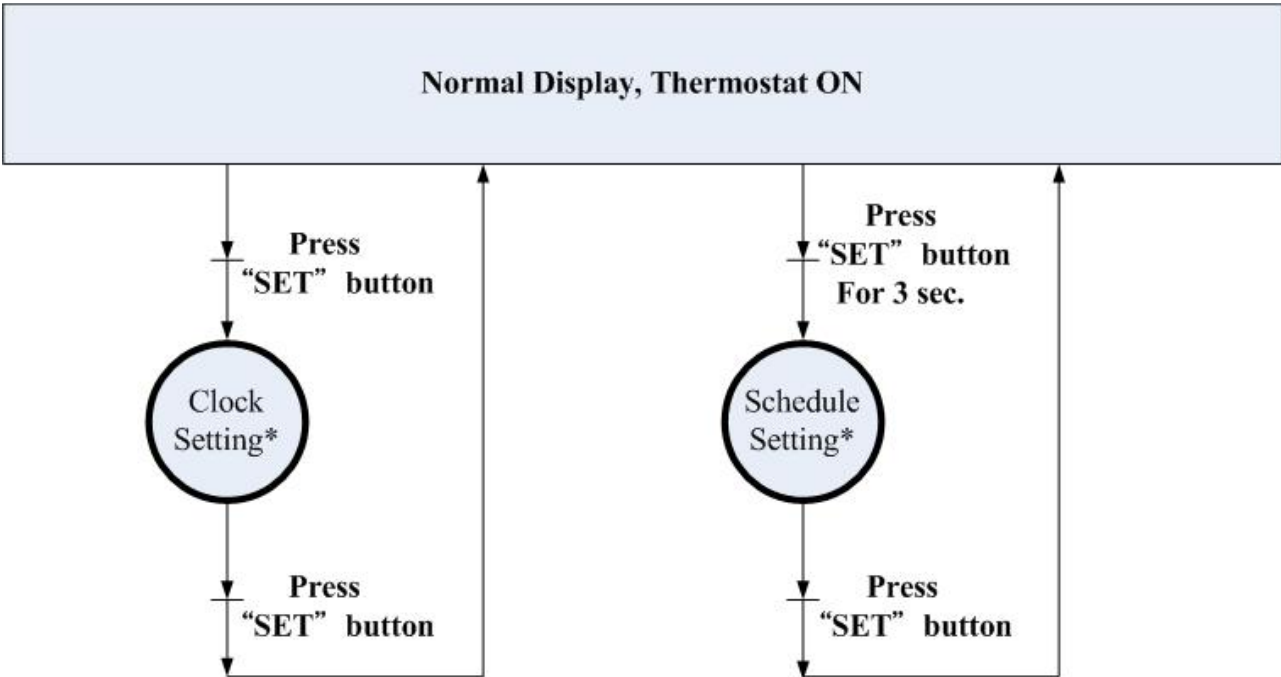 Normal Display, Thermostat ON
Press
“SET” button
Press
“SET” button
For 3 sec.
Clock
Setting*
Schedule
Setting*
Press
“SET” button
Press
“SET” button